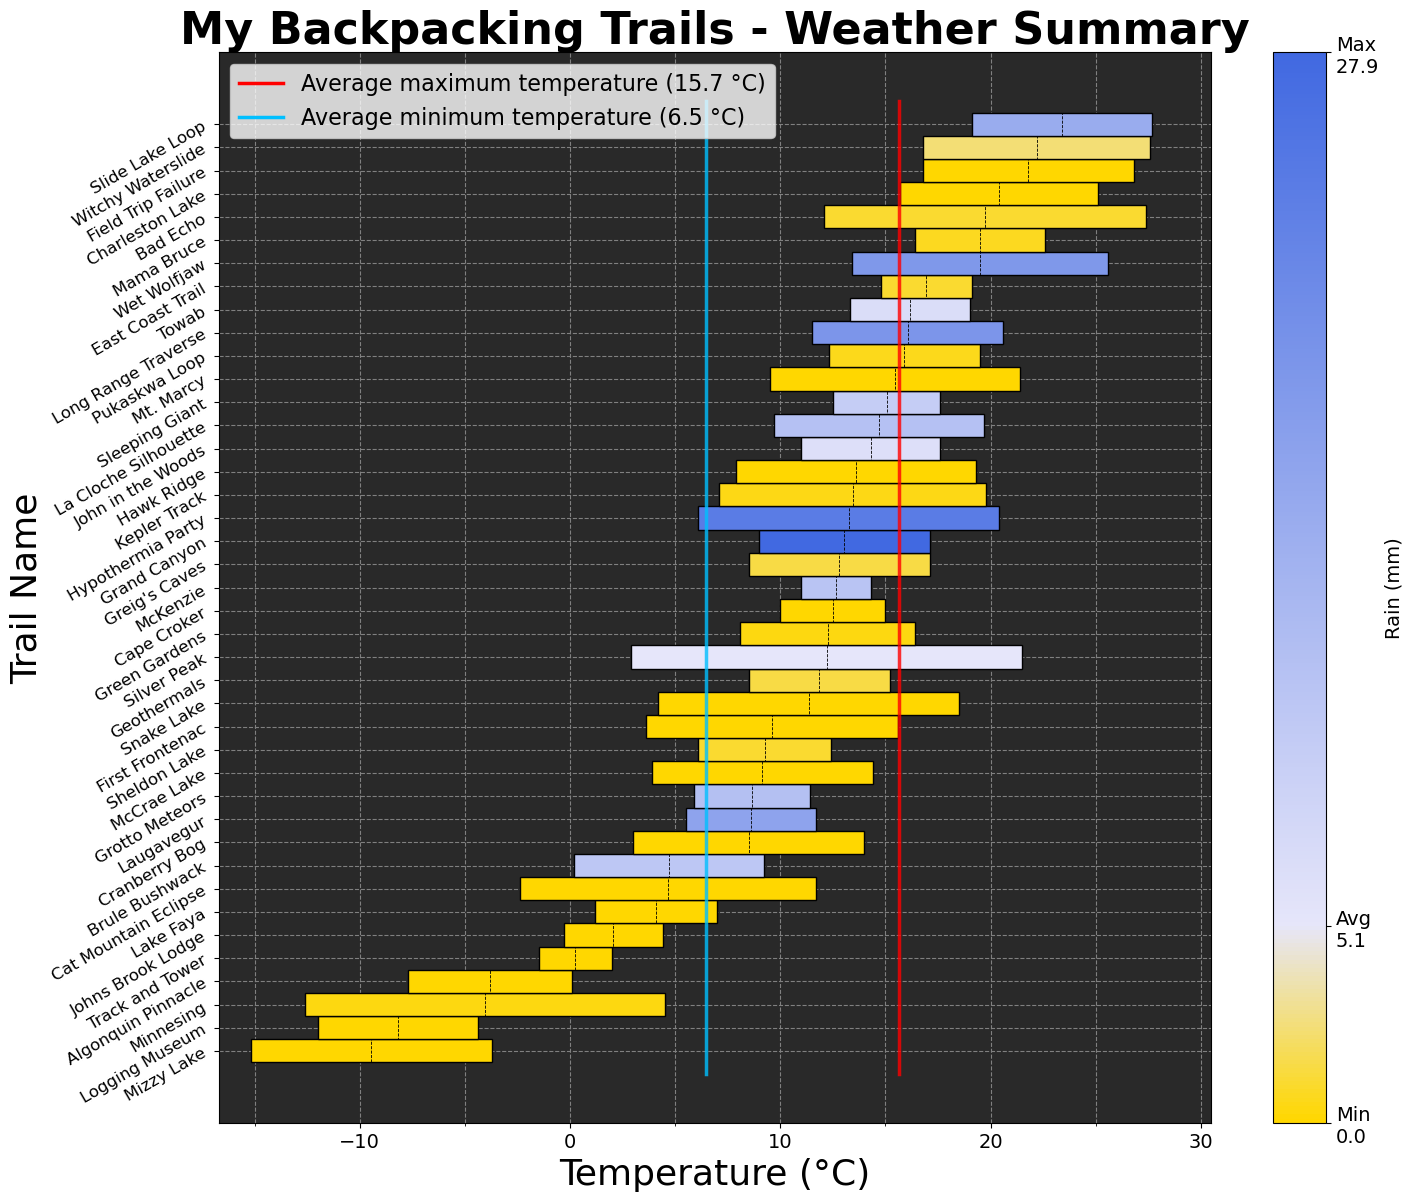 My Backpacking Trails - Weather Summary
Average maximum temperature (15.7 °C)
Average minimum temperature (6.5 °C)
Trail Name
Slide Lake Loop
Witchy Waterslide
Field Trip Failure
Charleston Lake
Bad Echo
Mama Bruce
Wet Wolfjaw
East Coast Trail
Towab
Long Range Traverse
Pukaskwa Loop
Mt. Marcy
Sleeping Giant
La Cloche Silhouette
John in the Woods
Hawk Ridge
Kepler Track
Hypothermia Party
Grand Canyon
Greig's Caves
McKenzie
Cape Croker
Green Gardens
Silver Peak
Geothermals
Snake Lake
First Frontenac
Sheldon Lake
McCrae Lake
Grotto Meteors
Laugavegur
Cranberry Bog
Brule Bushwack
Cat Mountain Eclipse
Lake Faya
Johns Brook Lodge
Track and Tower
Algonquin Pinnacle
Minnesing
Logging Museum
Mizzy Lake
−10 0 10 20 30
Temperature (°C)
Max
27.9
Avg
5.1
Min
0.0
Rain (mm)